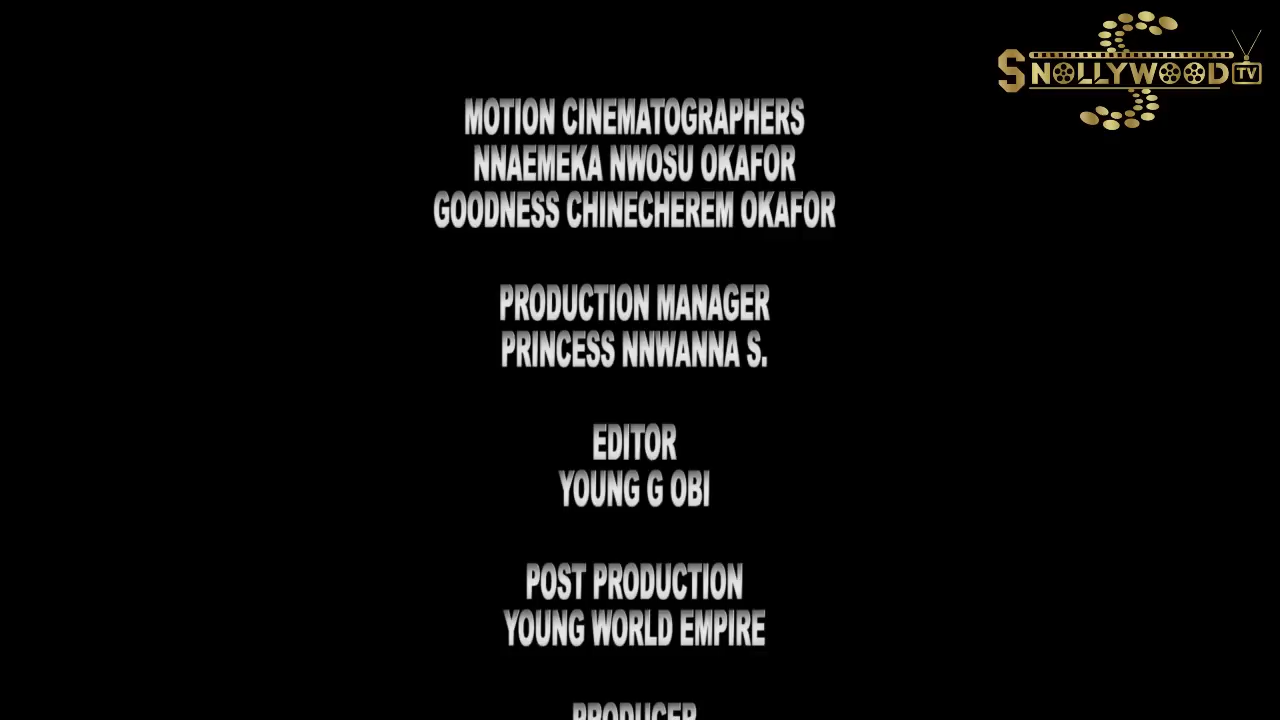 SNOLLYWOOD TV
MOTION CINEMATOGRAPHERS
NNAEMEKA NWOSU OKAFOR
GOODNESS CHINECHEREM OKAFOR
PRODUCTION MANAGER
PRINCESS NNWANNA S.
EDITOR
YOUNG G OBI
POST PRODUCTION
YOUNG WORLD EMPIRE
PRODUCER